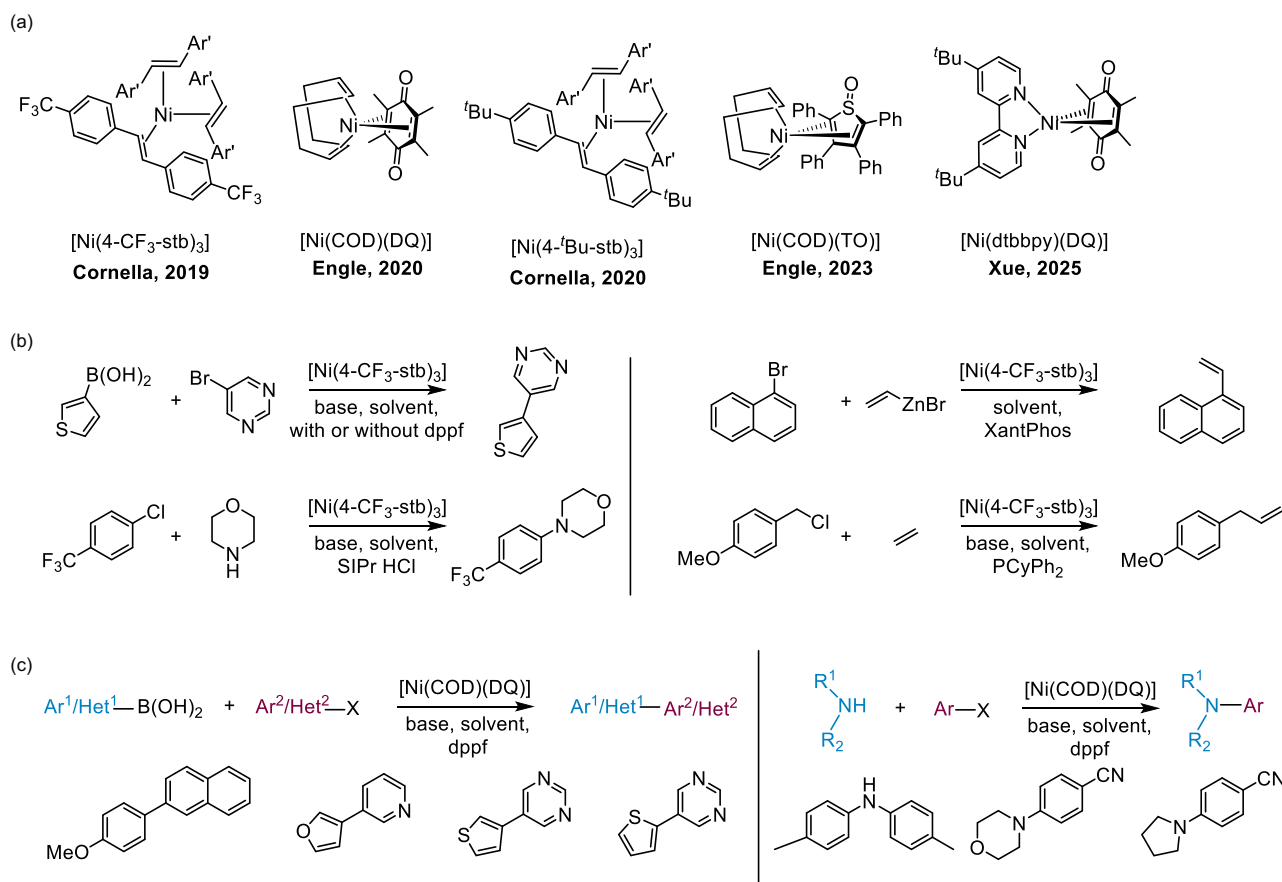 (a)
F3C
CF3
Ar'
Ar'
Ar'
Ar'
Ni
[Ni(4-CF3-stb)3]
Cornella, 2019
Ni
O
O
[Ni(COD)(DQ)]
Engle, 2020
tBu
tBu
Ar'
Ar'
Ar'
Ar'
Ni
[Ni(4-tBu-stb)3]
Cornella, 2020
Ni
O
S
Ph
Ph
Ph
Ph
[Ni(COD)(TO)]
Engle, 2023
tBu
tBu
N
N
Ni
O
O
[Ni(dtbbpy)(DQ)]
Xue, 2025
(b)
B(OH)2
S
+
Br
N
N
[Ni(4-CF3-stb)3]
base, solvent,
with or without dppf
N
N
S
Br
+
ZnBr
[Ni(4-CF3-stb)3]
solvent,
XantPhos
Cl
F3C
+
O
N
H
[Ni(4-CF3-stb)3]
base, solvent,
SIPr HCl
O
N
F3C
Cl
MeO
+
[Ni(4-CF3-stb)3]
base, solvent,
PCyPh2
MeO
(c)
Ar1/Het1—B(OH)2 + Ar2/Het2—X
[Ni(COD)(DQ)]
base, solvent,
dppf
Ar1/Het1—Ar2/Het2
MeO
O
N
S
N
N
S
N
N
R1
NH
R2
+
Ar—X
[Ni(COD)(DQ)]
base, solvent,
dppf
R1
N—Ar
R2
H
N
CN
N
O
CN
N